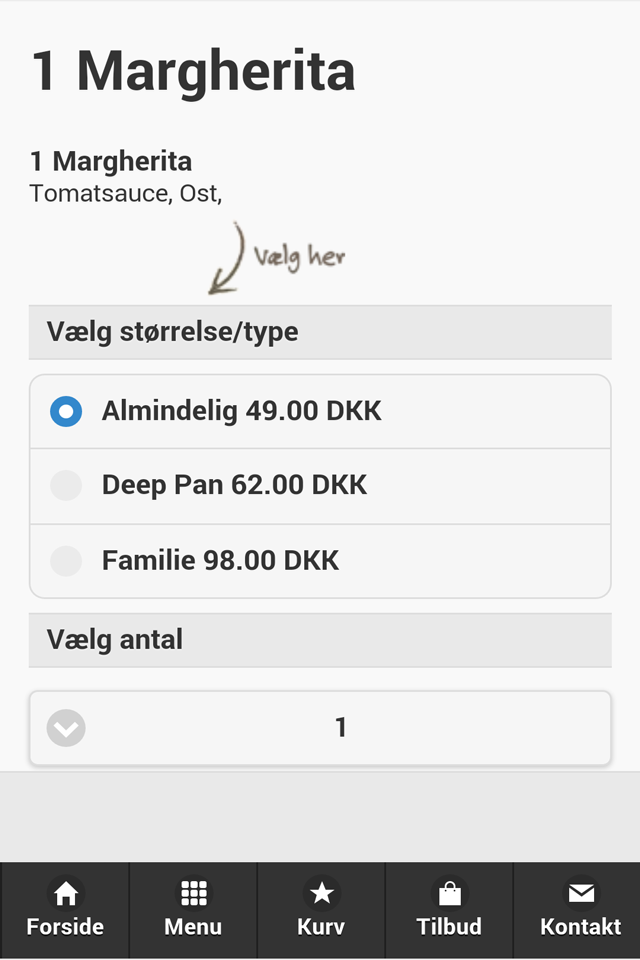 1 Margherita
1 Margherita
Tomatsauce, Ost,
Vælg her
Vælg størrelse/type
Almindelig 49.00 DKK
Deep Pan 62.00 DKK
Familie 98.00 DKK
Vælg antal
1
Forside Menu Kurv Tilbud Kontakt